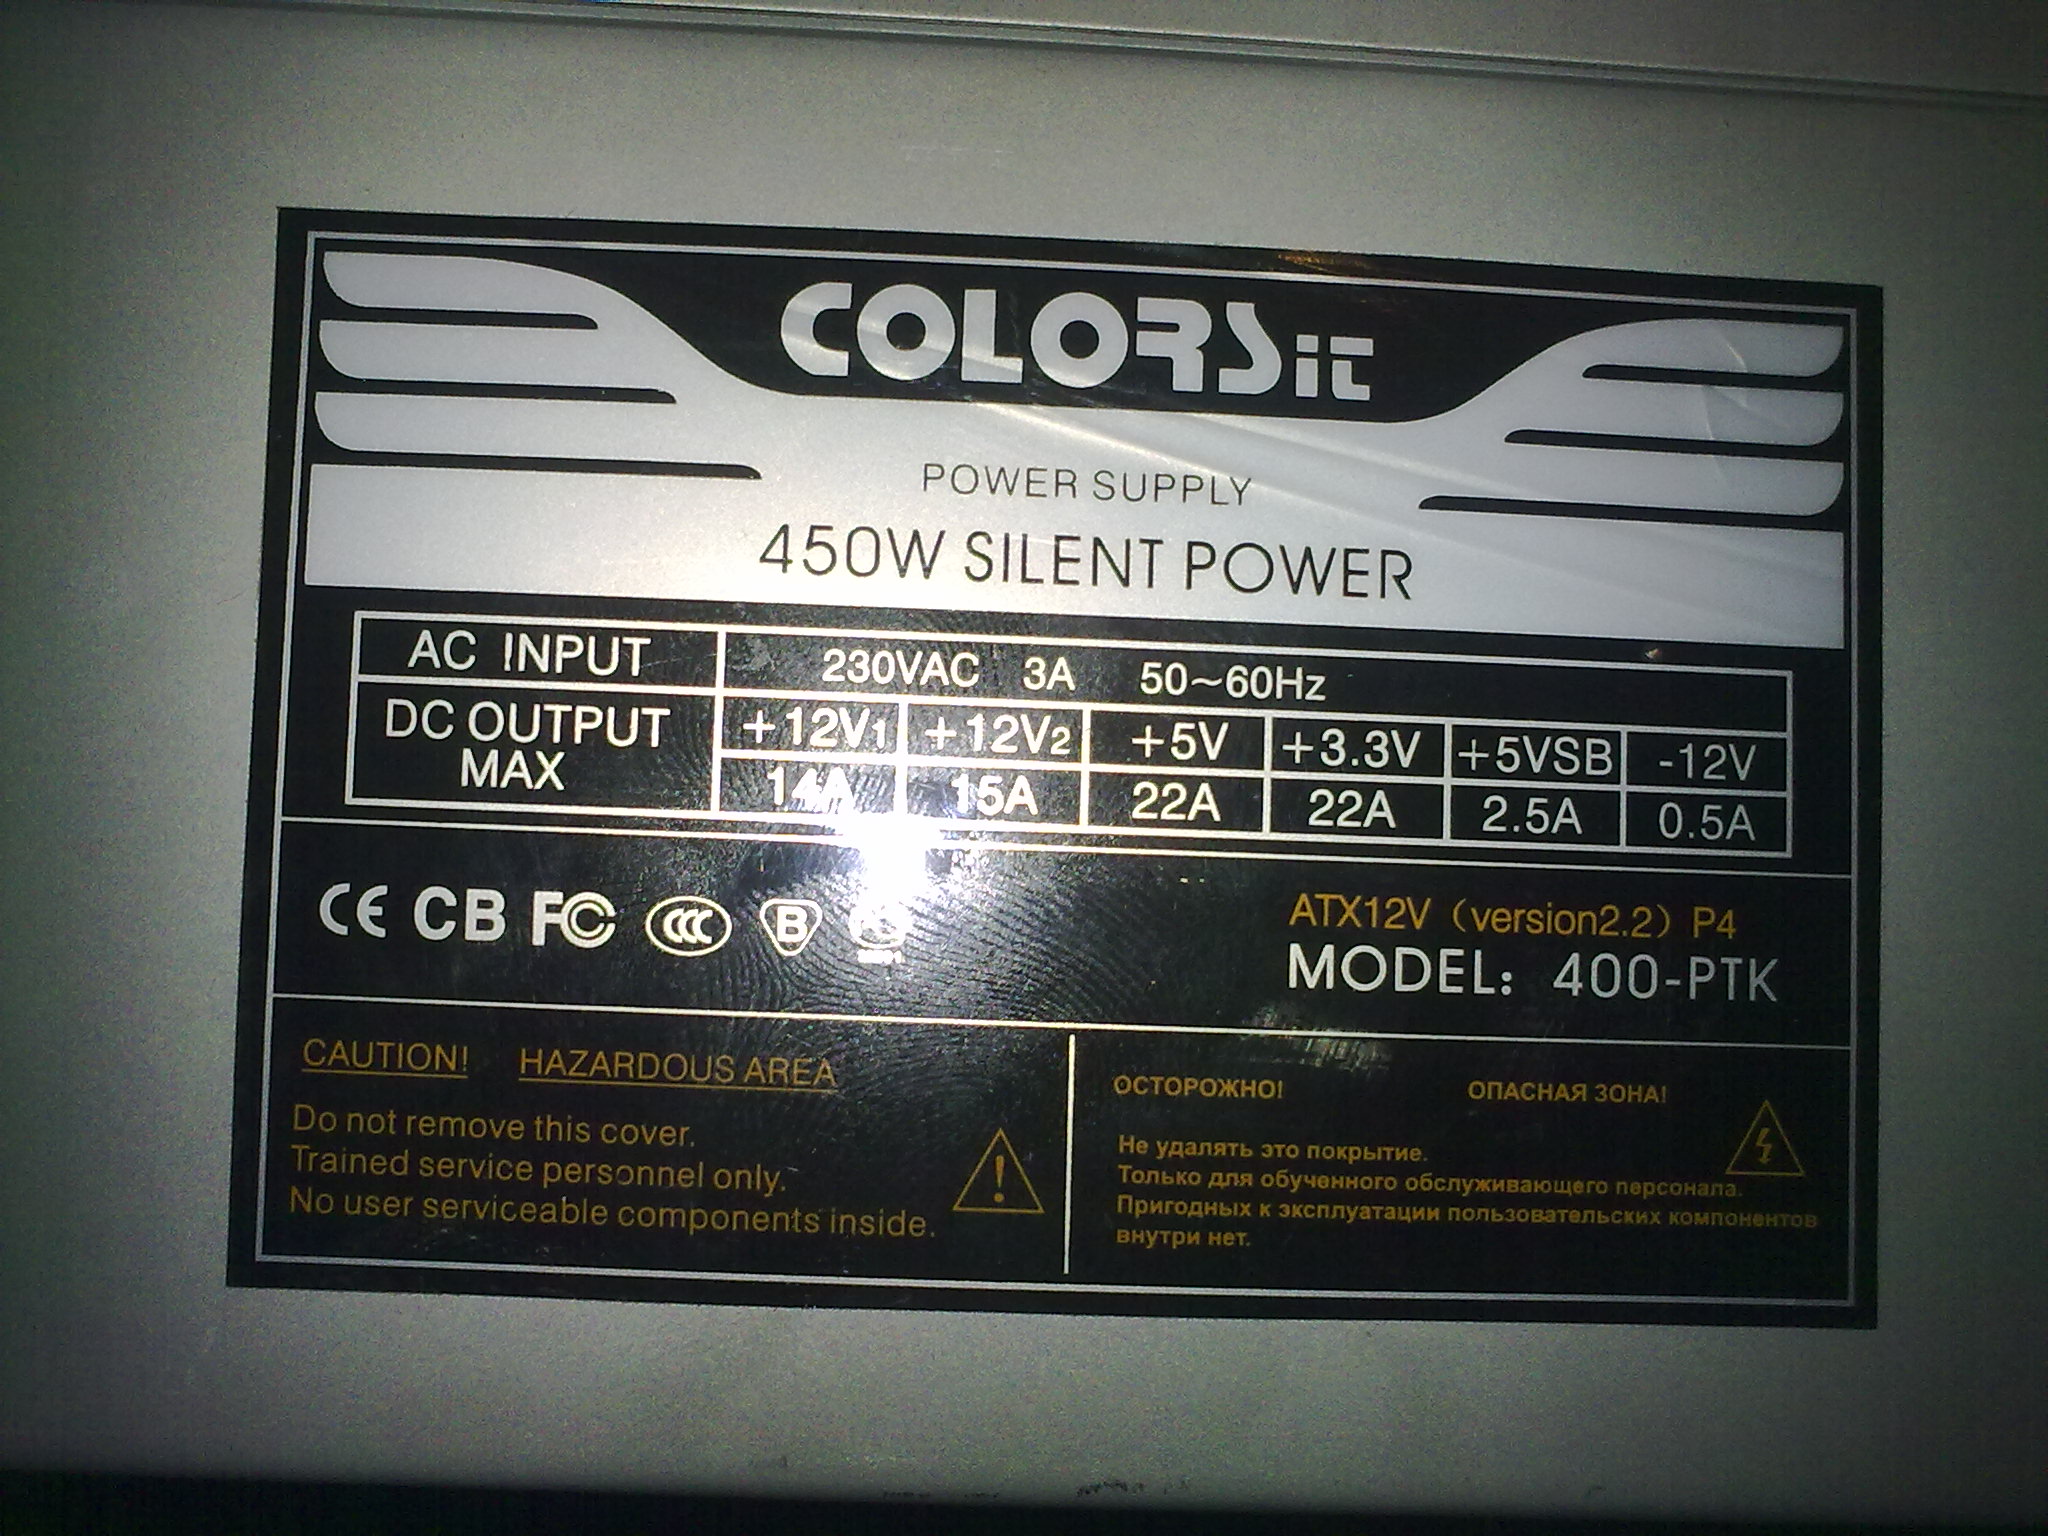 COLORSit
POWER SUPPLY
450W SILENT POWER
AC INPUT 230VAC 3A 50~60Hz
DC OUTPUT MAX +12V1 +12V2 +5V +3.3V +5VSB -12V
14A 15A 22A 22A 2.5A 0.5A
CE CB FC CCC B
ATX12V (version2.2) P4
MODEL: 400-PTK
CAUTION! HAZARDOUS AREA
Do not remove this cover.
Trained service personnel only.
No user serviceable components inside.
ОСТОРОЖНО! ОПАСНАЯ ЗОНА!
Не удалять это покрытие.
Только для обученного обслуживающего персонала.
Пригодных к эксплуатации пользовательских компонентов
внутри нет.